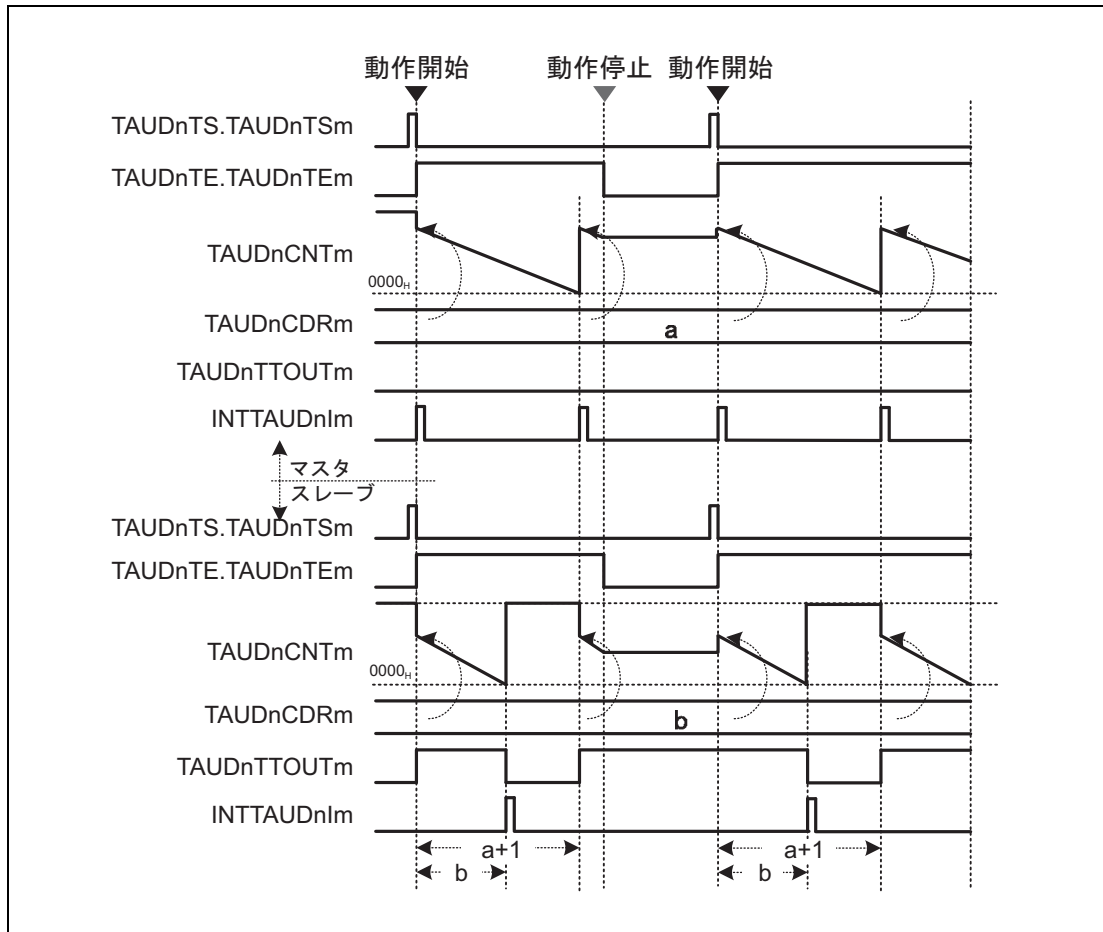 動作開始 動作停止 動作開始
TAUDnTS.TAUDnTSm
TAUDnTE.TAUDnTEm
TAUDnCNTm
0000H
TAUDnCDRm
a
TAUDnTTOUTm
INTTAUDnIm
マスタ
スレーブ
TAUDnTS.TAUDnTSm
TAUDnTE.TAUDnTEm
TAUDnCNTm
0000H
TAUDnCDRm
b
TAUDnTTOUTm
INTTAUDnIm
a+1 a+1
b b